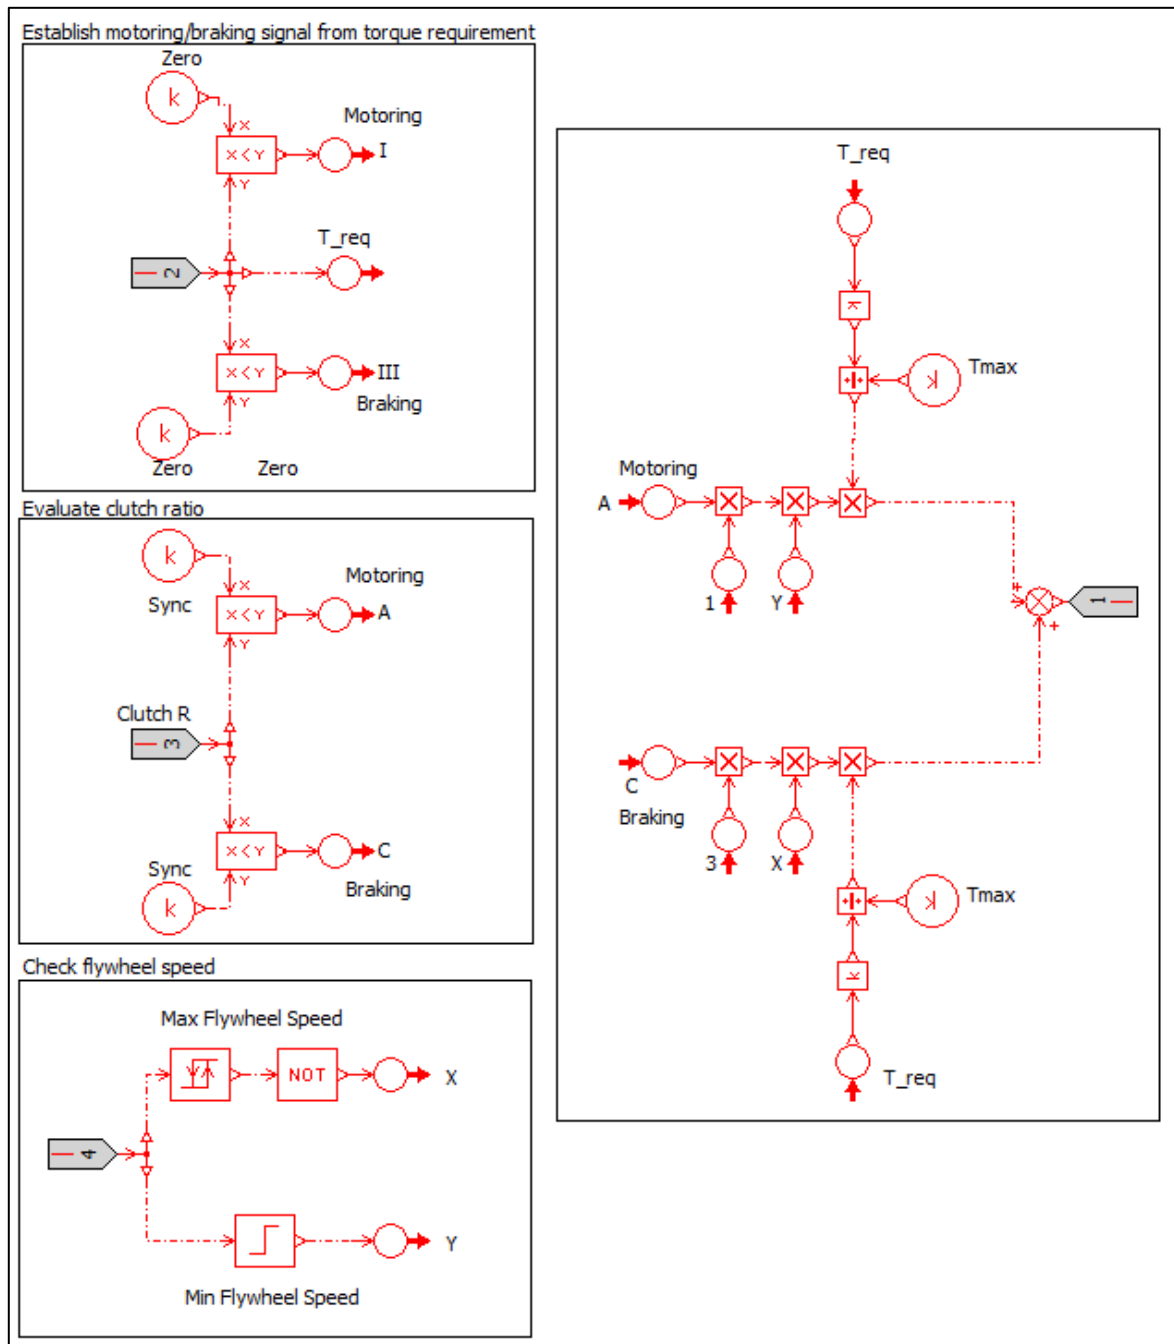 Establish motoring/braking signal from torque requirement
Zero
k
X
Motoring
X < Y
I
Y
T_req
2
X
X < Y
III
Y
Braking
k
Zero
Zero
Evaluate clutch ratio
k
X
Motoring
Sync
X < Y
A
Y
Clutch R
3
X
X < Y
C
Sync
Y
Braking
k
Check flywheel speed
Max Flywheel Speed
NOT
X
4
Y
Min Flywheel Speed
T_req
k
Tmax
k
Motoring
A
1
Y
+
1
+
C
Braking
3
X
Tmax
k
k
T_req